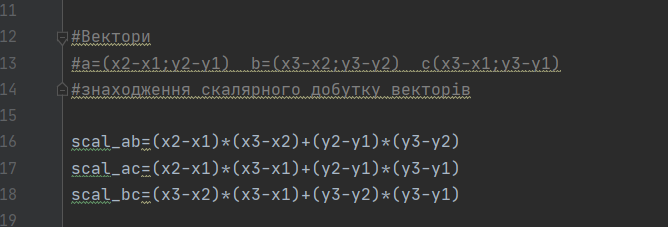 11
12 #Вектори
13 #a=(x2-x1;y2-y1) b=(x3-x2;y3-y2) c(x3-x1;y3-y1)
14 #знаходження скалярного добутку векторів
15
16 scal_ab=(x2-x1)*(x3-x2)+(y2-y1)*(y3-y2)
17 scal_ac=(x2-x1)*(x3-x1)+(y2-y1)*(y3-y1)
18 scal_bc=(x3-x2)*(x3-x1)+(y3-y2)*(y3-y1)
19